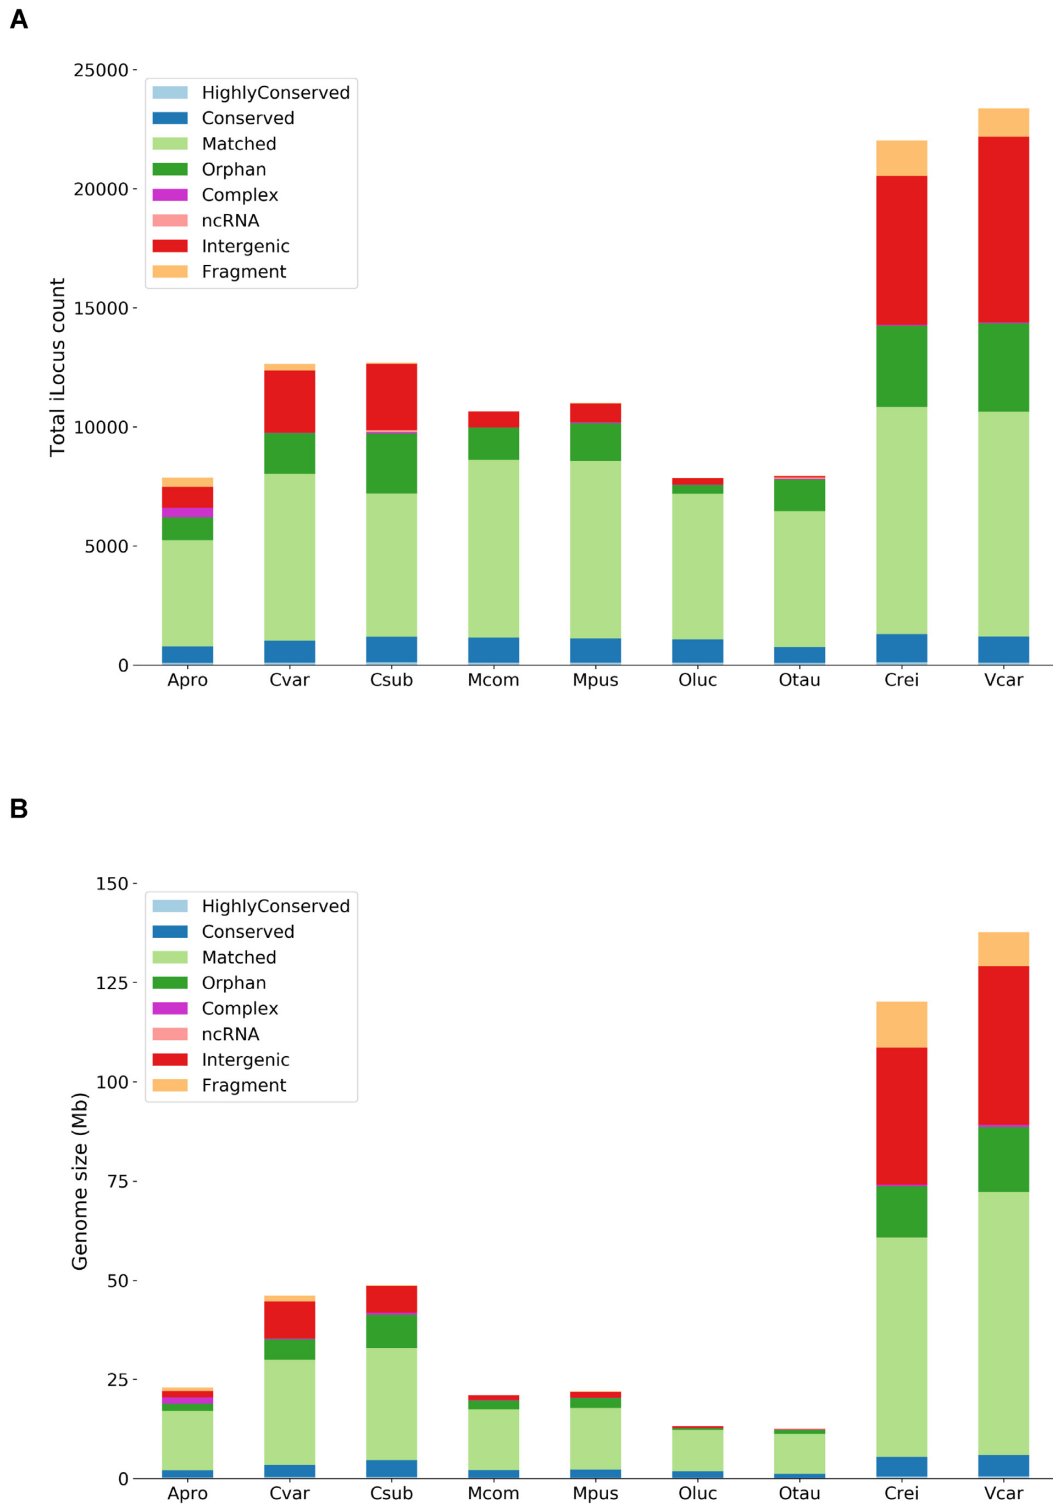 A
25000
20000
15000
10000
5000
0
Total iLocus count
HighlyConserved
Conserved
Matched
Orphan
Complex
ncRNA
Intergenic
Fragment
Apro Cvar Csub Mcom Mpus Oluc Otau Crei Vcar
B
150
125
100
75
50
25
0
Genome size (Mb)
HighlyConserved
Conserved
Matched
Orphan
Complex
ncRNA
Intergenic
Fragment
Apro Cvar Csub Mcom Mpus Oluc Otau Crei Vcar